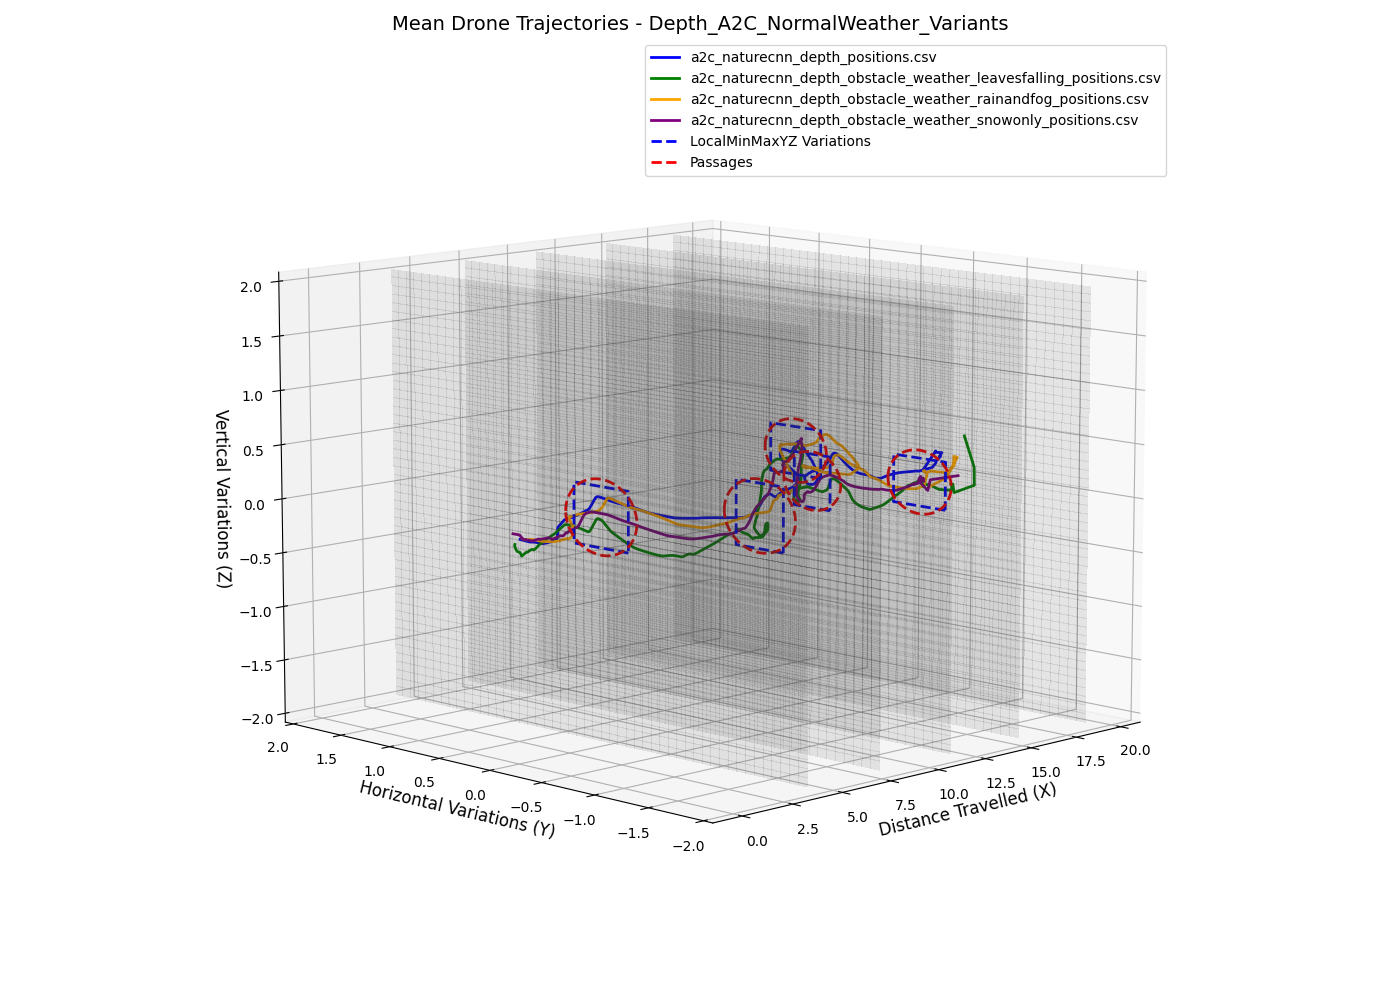 Mean Drone Trajectories - Depth_A2C_NormalWeather_Variants
a2c_naturecnn_depth_positions.csv
a2c_naturecnn_depth_obstacle_weather_leavesfalling_positions.csv
a2c_naturecnn_depth_obstacle_weather_rainandfog_positions.csv
a2c_naturecnn_depth_obstacle_weather_snowonly_positions.csv
LocalMinMaxYZ Variations
Passages
Vertical Variations (Z)
2.0
1.5
1.0
0.5
0.0
−0.5
−1.0
−1.5
−2.0
Horizontal Variations (Y)
2.0
1.5
1.0
0.5
0.0
−0.5
−1.0
−1.5
−2.0
Distance Travelled (X)
0.0
2.5
5.0
7.5
10.0
12.5
15.0
17.5
20.0